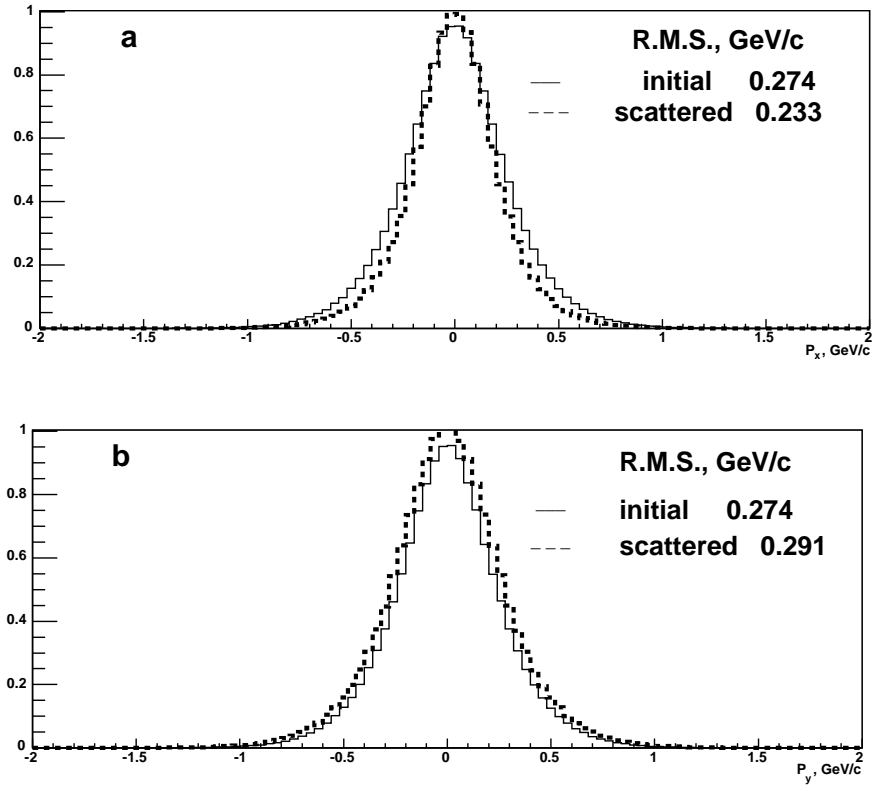 a
R.M.S., GeV/c
initial 0.274
scattered 0.233
1
0.8
0.6
0.4
0.2
0
-2 -1.5 -1 -0.5 0 0.5 1 1.5 2
Px, GeV/c
b
R.M.S., GeV/c
initial 0.274
scattered 0.291
1
0.8
0.6
0.4
0.2
0
-2 -1.5 -1 -0.5 0 0.5 1 1.5 2
Py, GeV/c